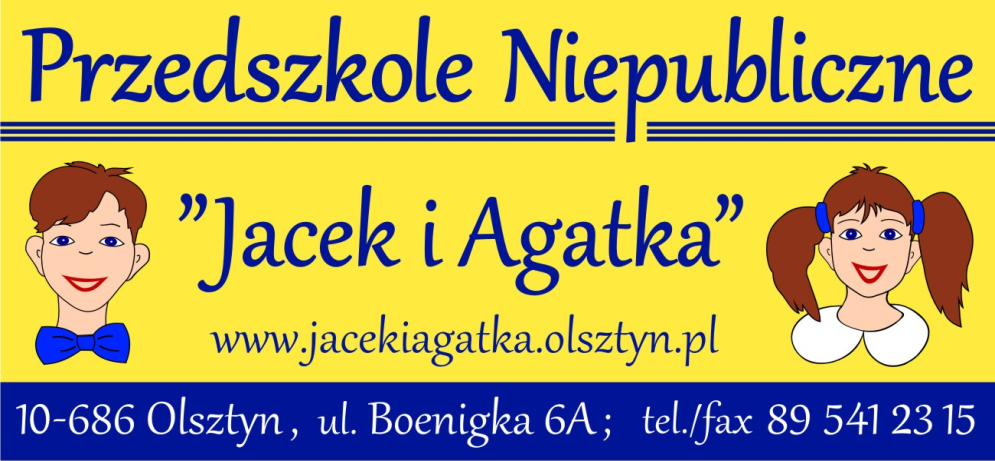 Przedszkole Niepubliczne
”Jacek i Agatka”
www.jacekiagatka.olsztyn.pl
10-686 Olsztyn, ul. Boenigka 6A; tel./fax 89 541 23 15